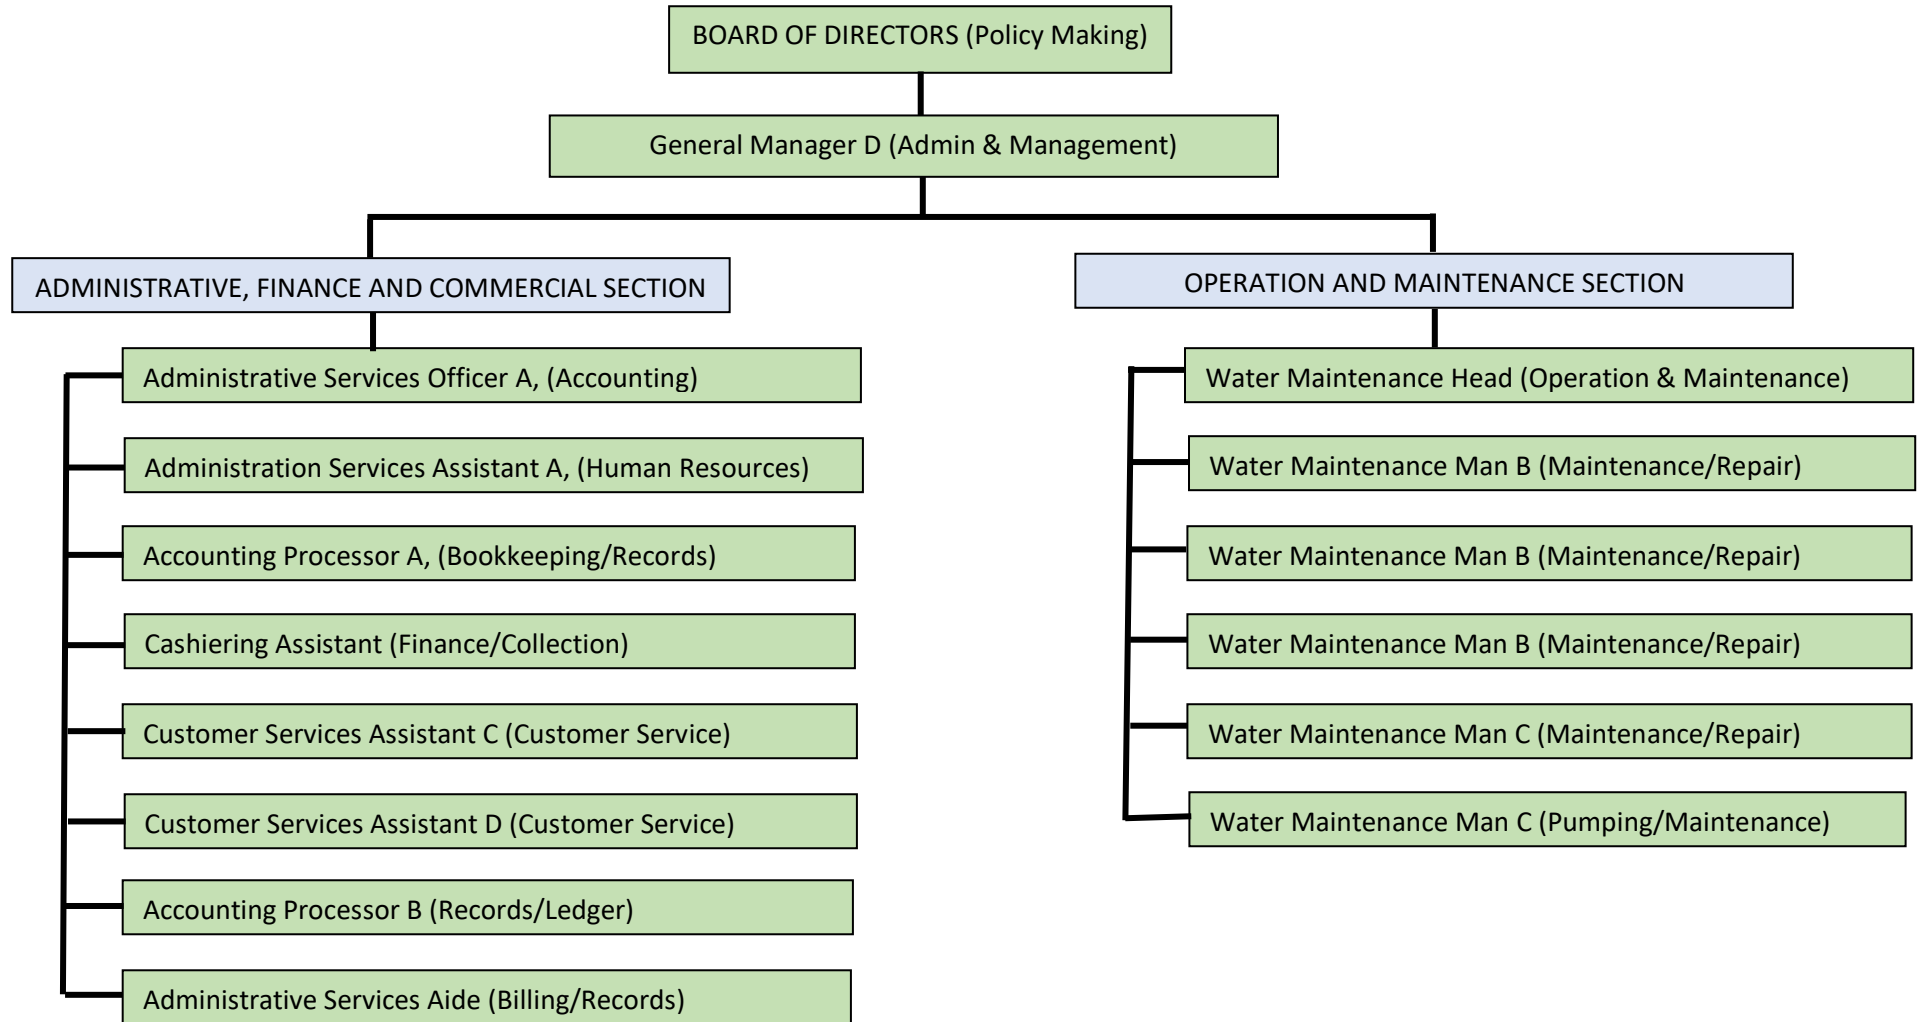 BOARD OF DIRECTORS (Policy Making)
General Manager D (Admin & Management)
ADMINISTRATIVE, FINANCE AND COMMERCIAL SECTION
Administrative Services Officer A, (Accounting)
Administration Services Assistant A, (Human Resources)
Accounting Processor A, (Bookkeeping/Records)
Cashiering Assistant (Finance/Collection)
Customer Services Assistant C (Customer Service)
Customer Services Assistant D (Customer Service)
Accounting Processor B (Records/Ledger)
Administrative Services Aide (Billing/Records)
OPERATION AND MAINTENANCE SECTION
Water Maintenance Head (Operation & Maintenance)
Water Maintenance Man B (Maintenance/Repair)
Water Maintenance Man B (Maintenance/Repair)
Water Maintenance Man B (Maintenance/Repair)
Water Maintenance Man C (Maintenance/Repair)
Water Maintenance Man C (Pumping/Maintenance)